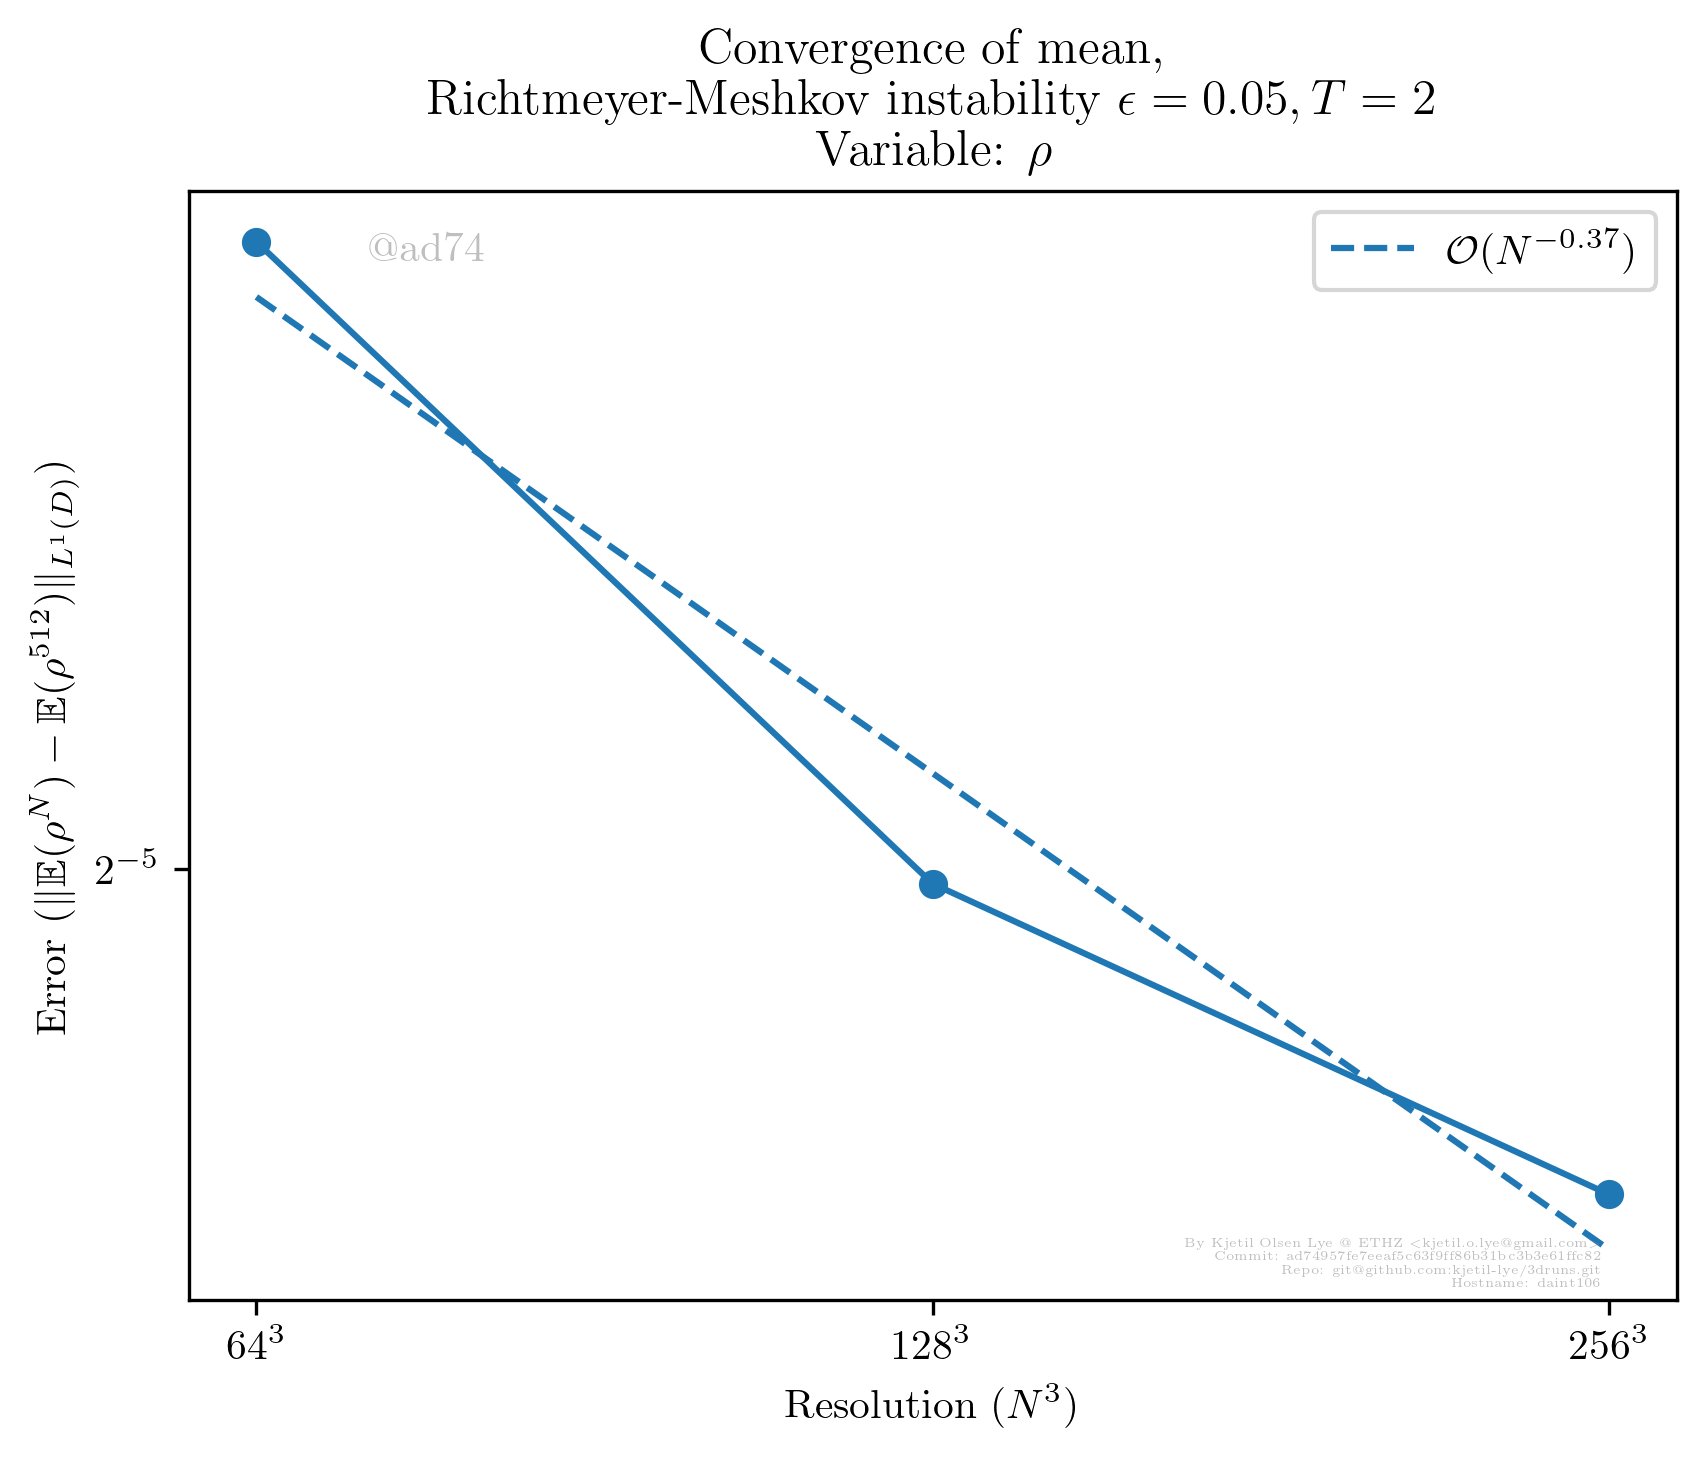 Convergence of mean,
Richtmeyer-Meshkov instability ϵ = 0.05, T = 2
Variable: ρ
@ad74
𝒪(N⁻⁰·³⁷)
Error (‖𝔼(ρᴺ) − 𝔼(ρ⁵¹²)‖_L¹(D))
2⁻⁵
By Kjetil Olsen Lye @ ETHZ <kjetil.o.lye@gmail.com>
Commit: ad74957fe7eeaf5c63f9ff86b31bc3b3e61ffc82
Repo: git@github.com:kjetil-lye/3druns.git
Hostname: daint106
64³ 128³ 256³
Resolution (N³)